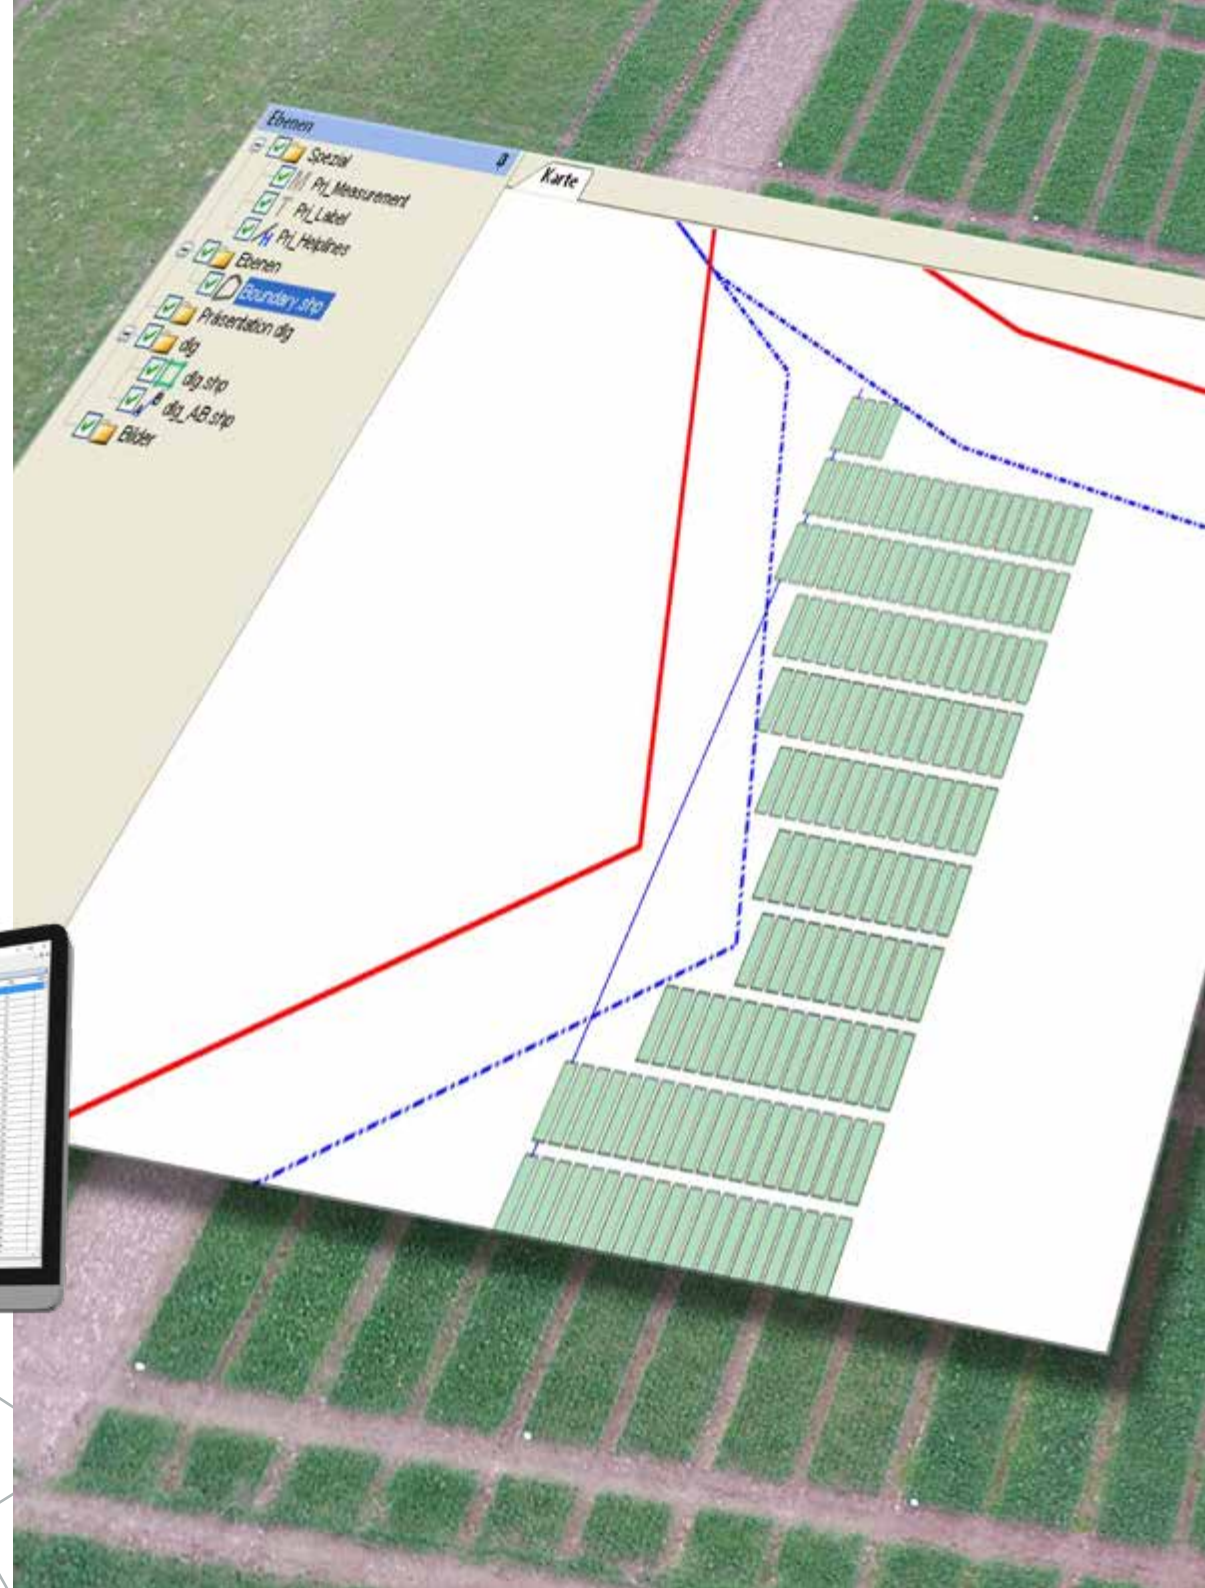 Ebenen
Karte
Spezial
Prj_Measurement
Prj_Label
Prj_Helplines
Ebenen
Boundary.shp
Präsentation dlg
dlg
dlg.shp
dlg_AB.shp
Bilder